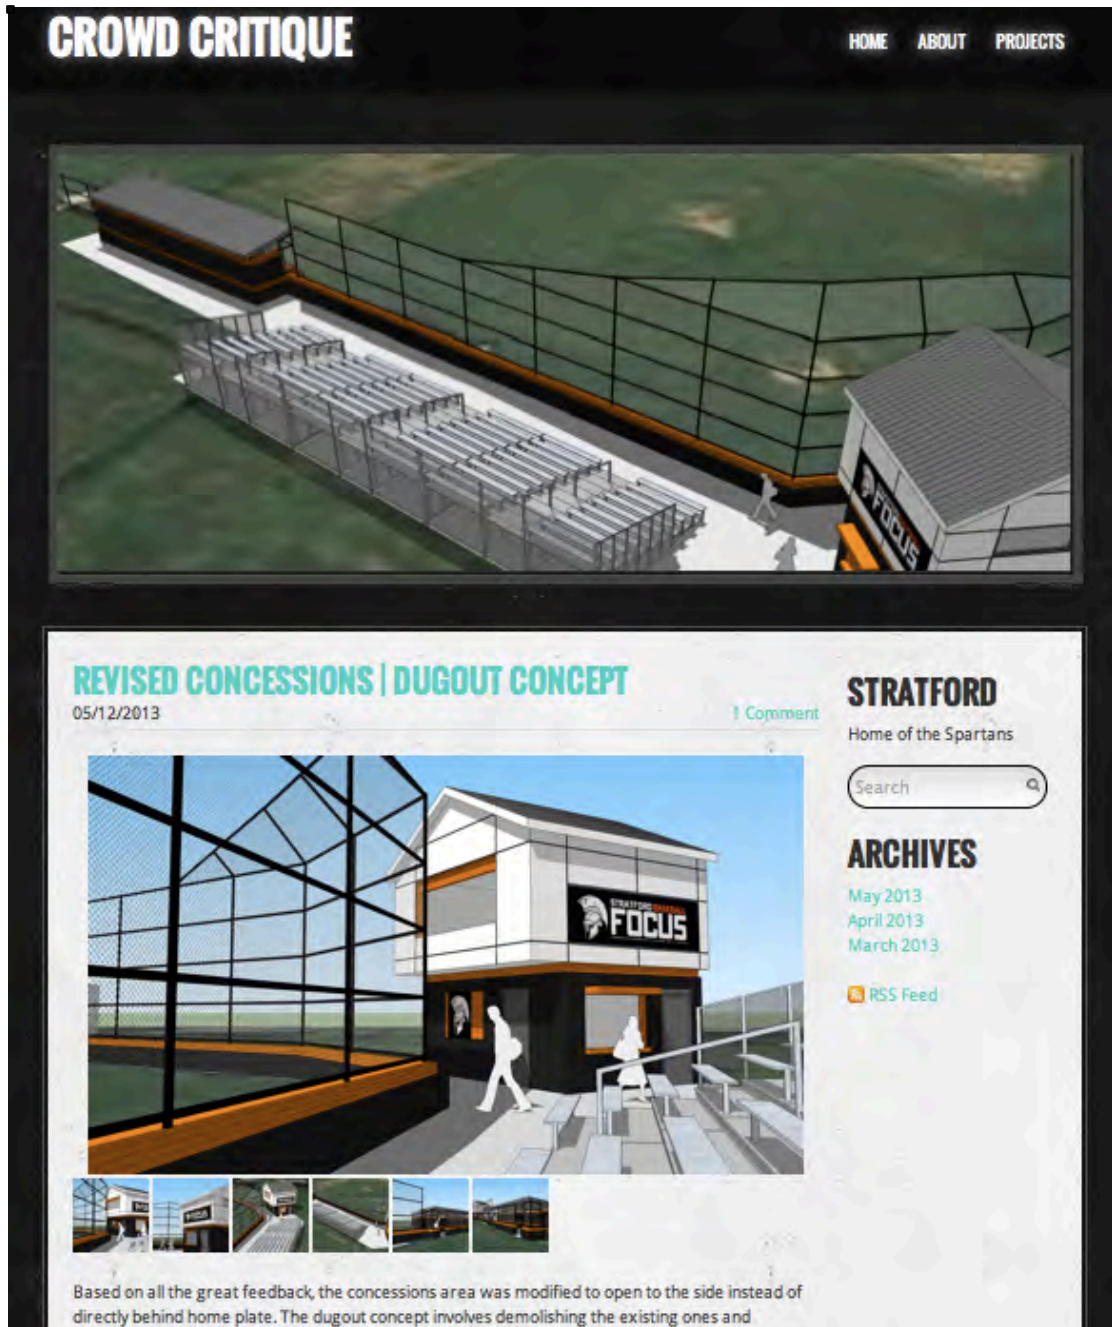 CROWD CRITIQUE
HOME ABOUT PROJECTS
FOCUS
REVISED CONCESSIONS | DUGOUT CONCEPT
05/12/2013
1 Comment
STRATFORD BASEBALL
FOCUS
Based on all the great feedback, the concessions area was modified to open to the side instead of
directly behind home plate. The dugout concept involves demolishing the existing ones and
STRATFORD
Home of the Spartans
Search
ARCHIVES
May 2013
April 2013
March 2013
RSS Feed